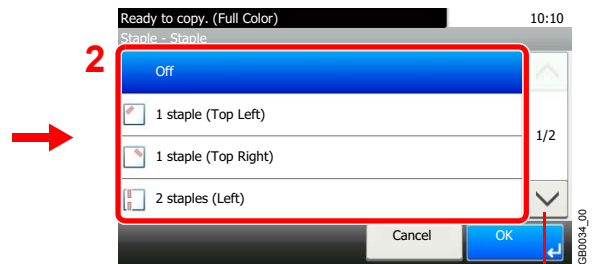 Ready to copy. (Full Color) 10:10
Staple - Staple
2
Off
1 staple (Top Left)
1 staple (Top Right)
1/2
2 staples (Left)
Cancel OK
GB0034_00